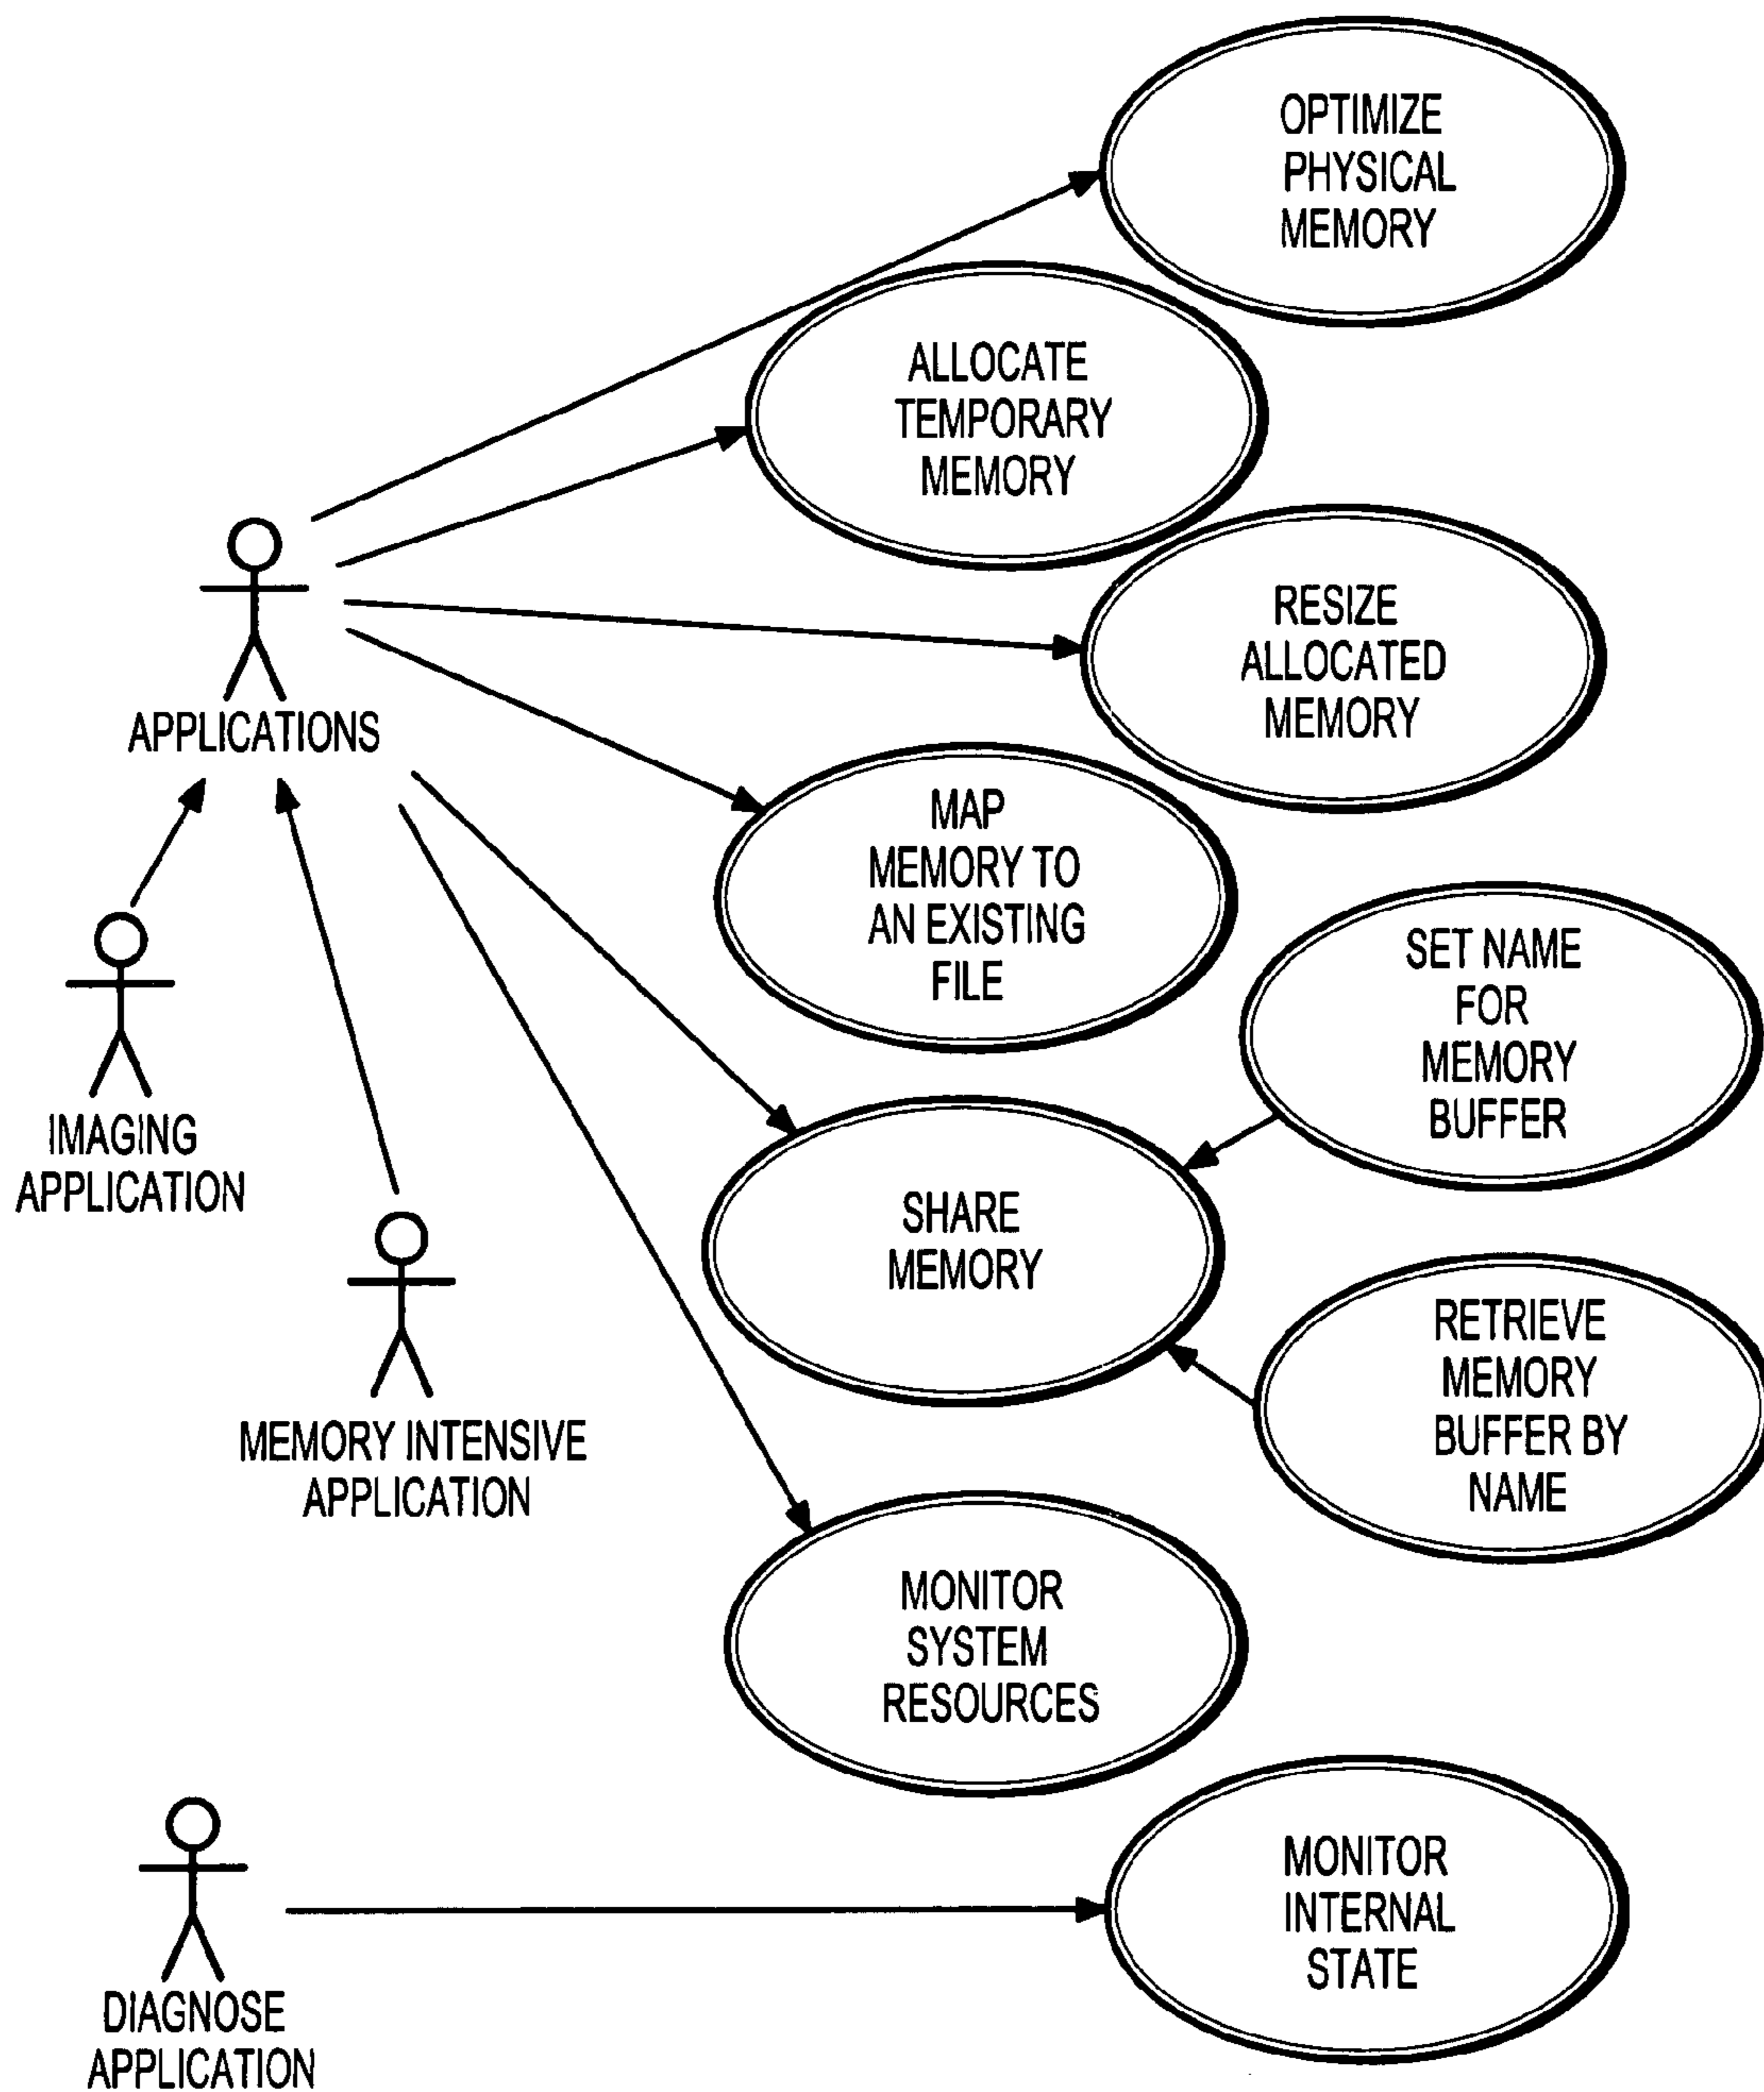 OPTIMIZE
PHYSICAL
MEMORY
ALLOCATE
TEMPORARY
MEMORY
RESIZE
ALLOCATED
MEMORY
APPLICATIONS
MAP
MEMORY TO
AN EXISTING
FILE
SET NAME
FOR
MEMORY
BUFFER
IMAGING
APPLICATION
SHARE
MEMORY
RETRIEVE
MEMORY
BUFFER BY
NAME
MEMORY INTENSIVE
APPLICATION
MONITOR
SYSTEM
RESOURCES
MONITOR
INTERNAL
STATE
DIAGNOSE
APPLICATION